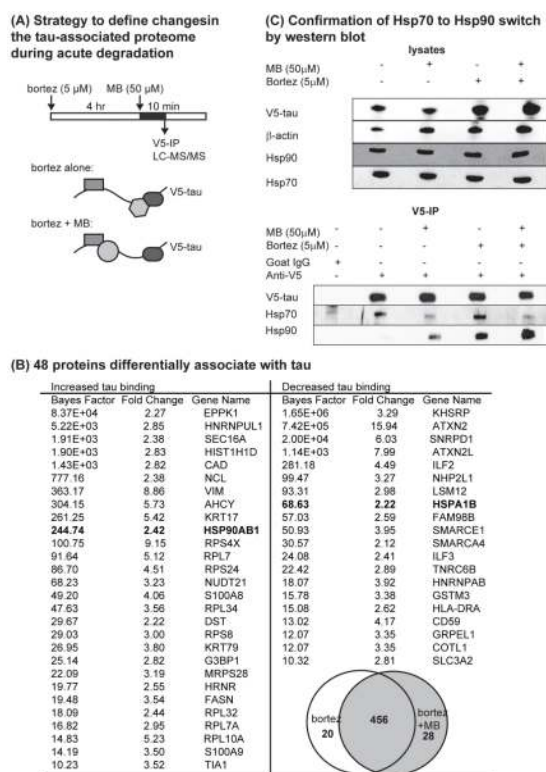 (A) Strategy to define changesin
the tau-associated proteome
during acute degradation
bortez (5 µM) MB (50 µM)
4 hr 10 min
V5-IP
LC-MS/MS
bortez alone:
V5-tau
bortez + MB:
V5-tau
(C) Confirmation of Hsp70 to Hsp90 switch
by western blot
lysates
MB (50µM) - + - +
Bortez (5µM) - - + +
V5-tau
β-actin
Hsp90
Hsp70
V5-IP
MB (50µM) - - + - +
Bortez (5µM) - - - + +
Goat IgG + - - - -
Anti-V5 - + + + +
V5-tau
Hsp70
Hsp90
(B) 48 proteins differentially associate with tau
Increased tau binding Decreased tau binding
Bayes Factor Fold Change Gene Name Bayes Factor Fold Change Gene Name
8.37E+04 2.27 EPPK1 1.65E+06 3.29 KHSRP
5.22E+03 2.85 HNRNPUL1 7.42E+05 15.94 ATXN2
1.91E+03 2.38 SEC16A 2.00E+04 6.03 SNRPD1
1.90E+03 2.83 HIST1H1D 1.14E+03 7.99 ATXN2L
1.43E+03 2.82 CAD 281.18 4.49 ILF2
777.16 2.38 NCL 99.47 3.27 NHP2L1
363.17 8.86 VIM 93.31 2.98 LSM12
304.15 5.73 AHCY 68.63 2.22 HSPA1B
261.25 5.42 KRT17 57.03 2.59 FAM98B
244.74 2.42 HSP90AB1 50.93 3.95 SMARCE1
100.75 9.15 RPS4X 30.57 2.12 SMARCA4
91.64 5.12 RPL7 24.08 2.41 ILF3
86.70 4.51 RPS24 22.42 2.89 TNRC6B
68.23 3.23 NUDT21 18.07 3.92 HNRNPAB
49.20 4.06 S100A8 15.78 3.38 GSTM3
47.63 3.56 RPL34 15.08 2.62 HLA-DRA
29.67 2.22 DST 13.02 4.17 CD59
29.03 3.00 RPS8 12.07 3.35 GRPEL1
26.95 3.80 KRT79 12.07 3.35 COTL1
25.14 2.82 G3BP1 10.32 2.81 SLC3A2
22.09 3.19 MRPS28
19.77 2.55 HRNR
19.48 3.54 FASN
18.09 2.44 RPL32
16.82 2.95 RPL7A
14.83 5.23 RPL10A
14.19 3.50 S100A9
10.23 3.52 TIA1
bortez
20
456
bortez
+MB
28